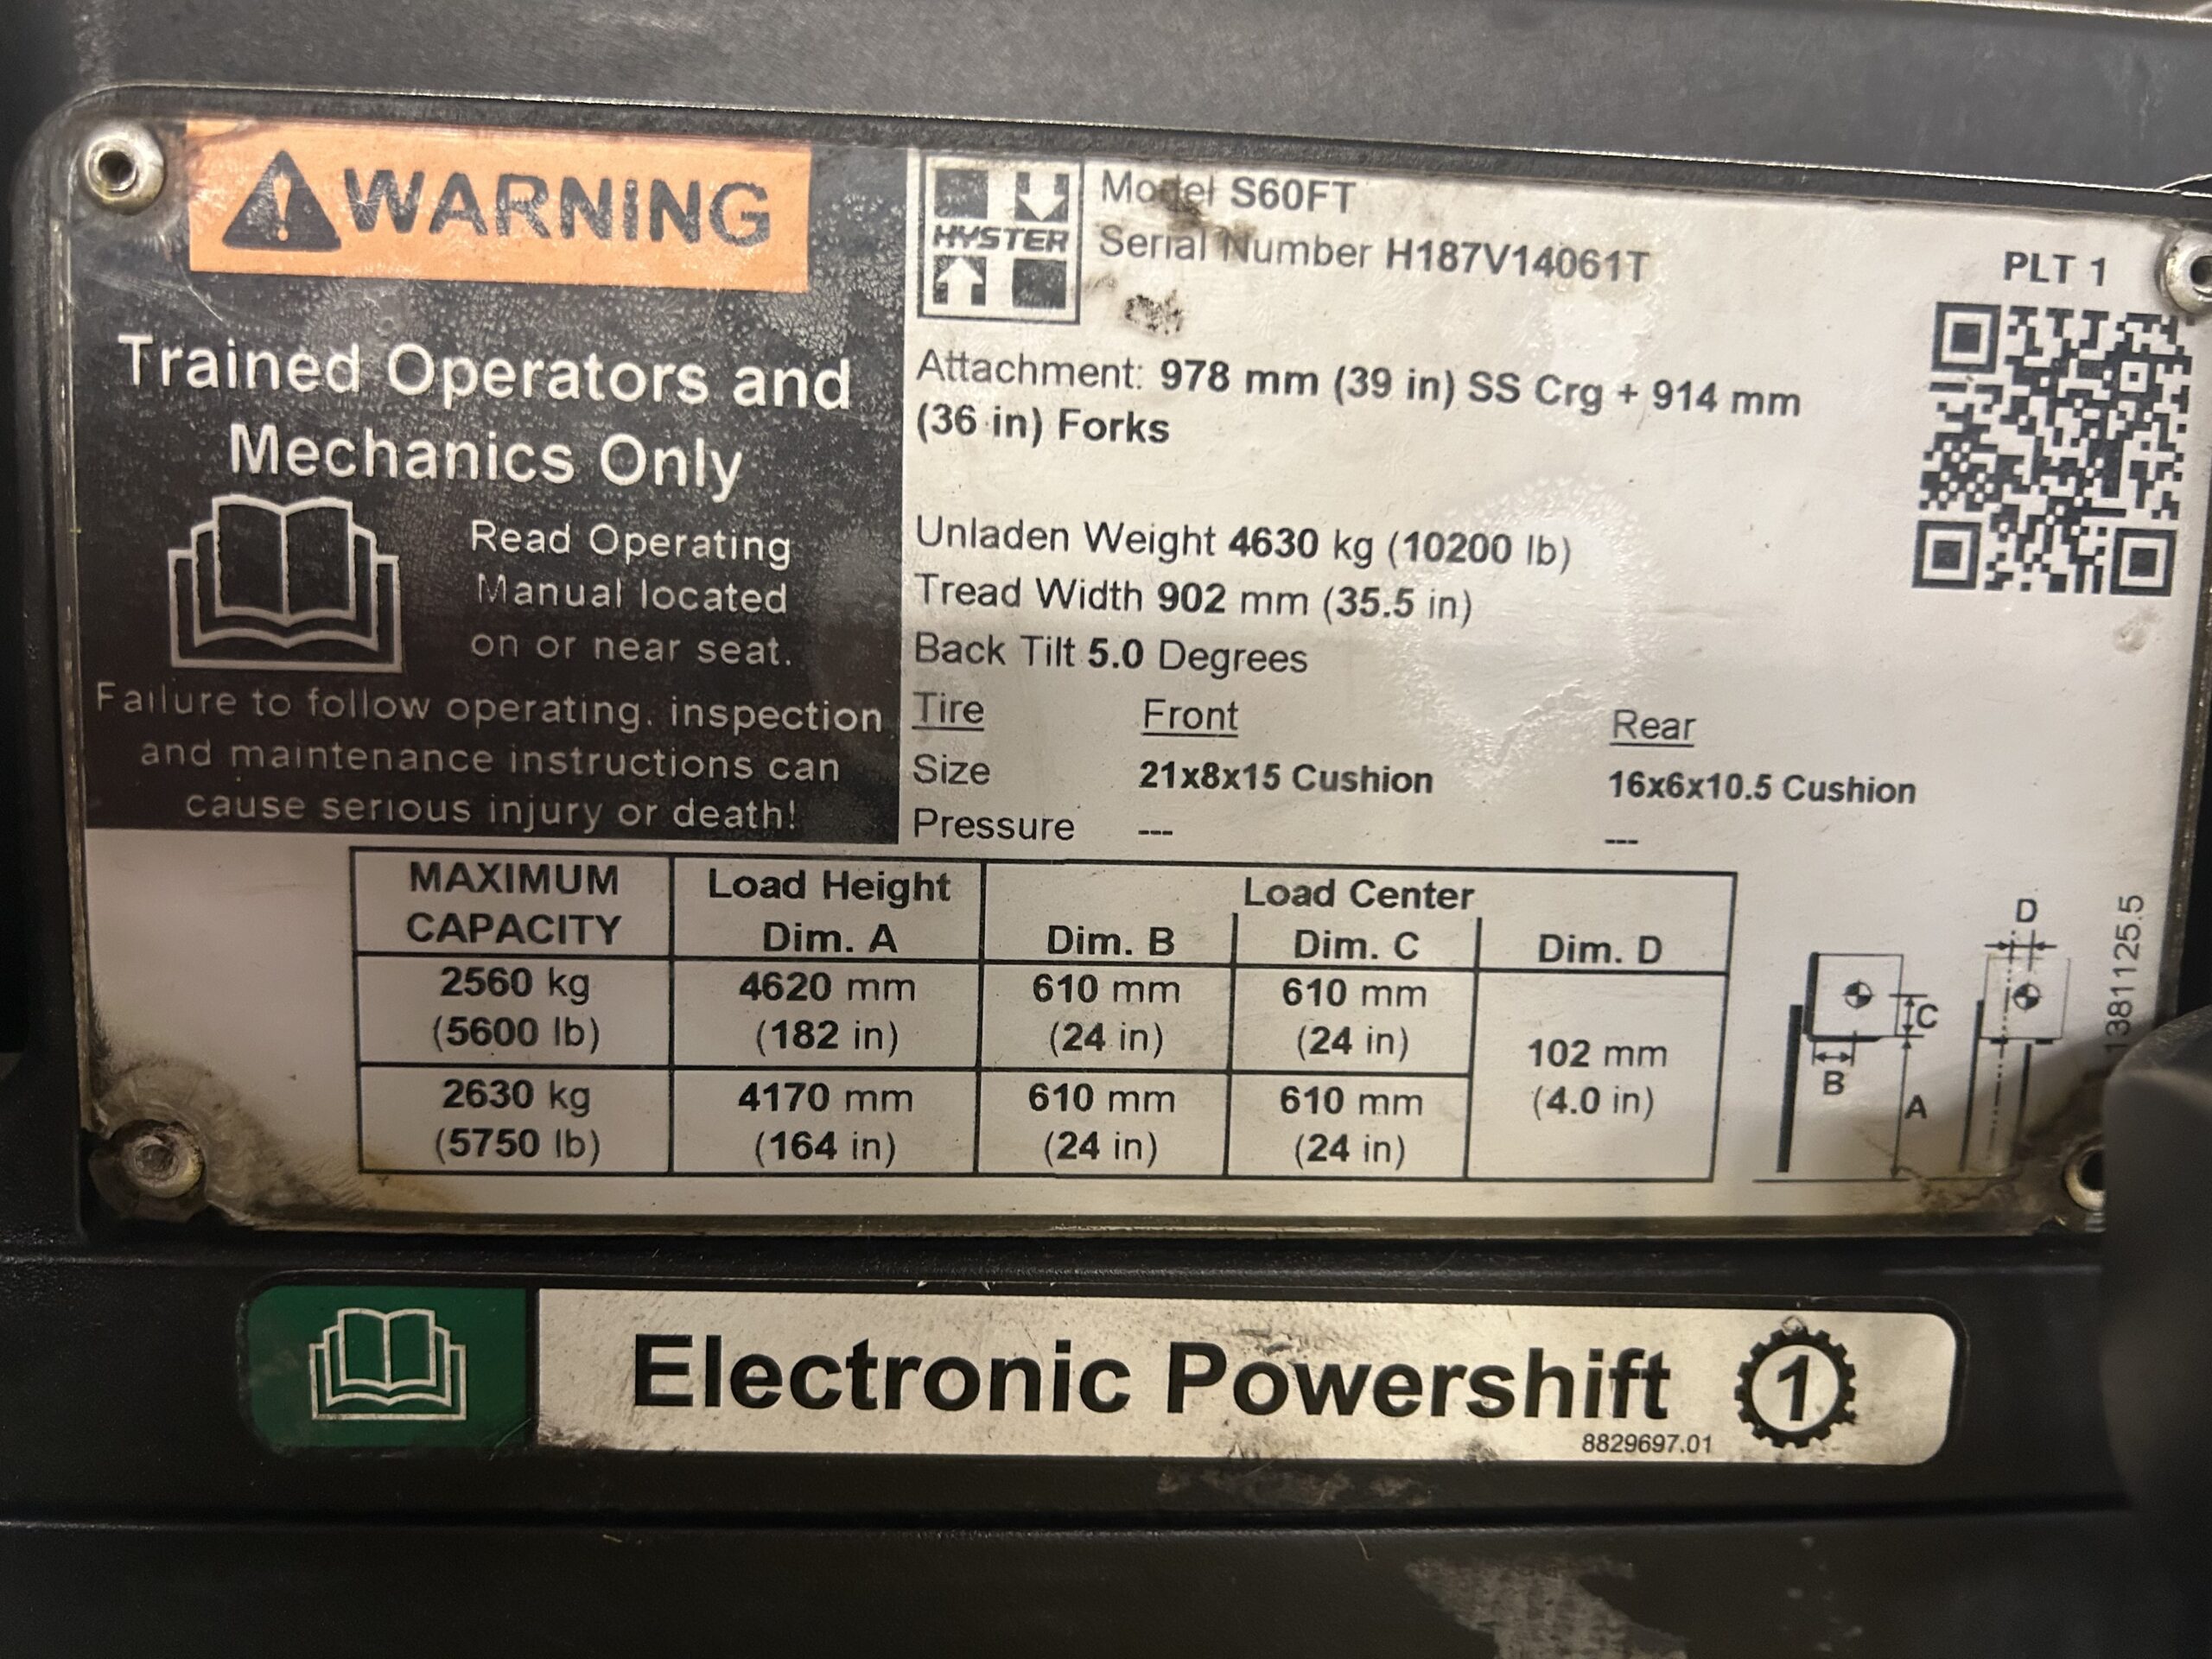 WARNING
Trained Operators and
Mechanics Only
Read Operating
Manual located
on or near seat.
Failure to follow operating, inspection
and maintenance instructions can
cause serious injury or death!
HYSTER
Model S60FT
Serial Number H187V14061T
PLT 1
Attachment: 978 mm (39 in) SS Crg + 914 mm
(36 in) Forks
Unladen Weight 4630 kg (10200 lb)
Tread Width 902 mm (35.5 in)
Back Tilt 5.0 Degrees
Tire Front Rear
Size 21x8x15 Cushion 16x6x10.5 Cushion
Pressure --- ---
MAXIMUM
CAPACITY
Load Height
Dim. A
Load Center
Dim. B Dim. C Dim. D
2560 kg 4620 mm 610 mm 610 mm
(5600 lb) (182 in) (24 in) (24 in)
102 mm
(4.0 in)
2630 kg 4170 mm 610 mm 610 mm
(5750 lb) (164 in) (24 in) (24 in)
D
C
B
A
1381125.5
Electronic Powershift 1
8829697.01